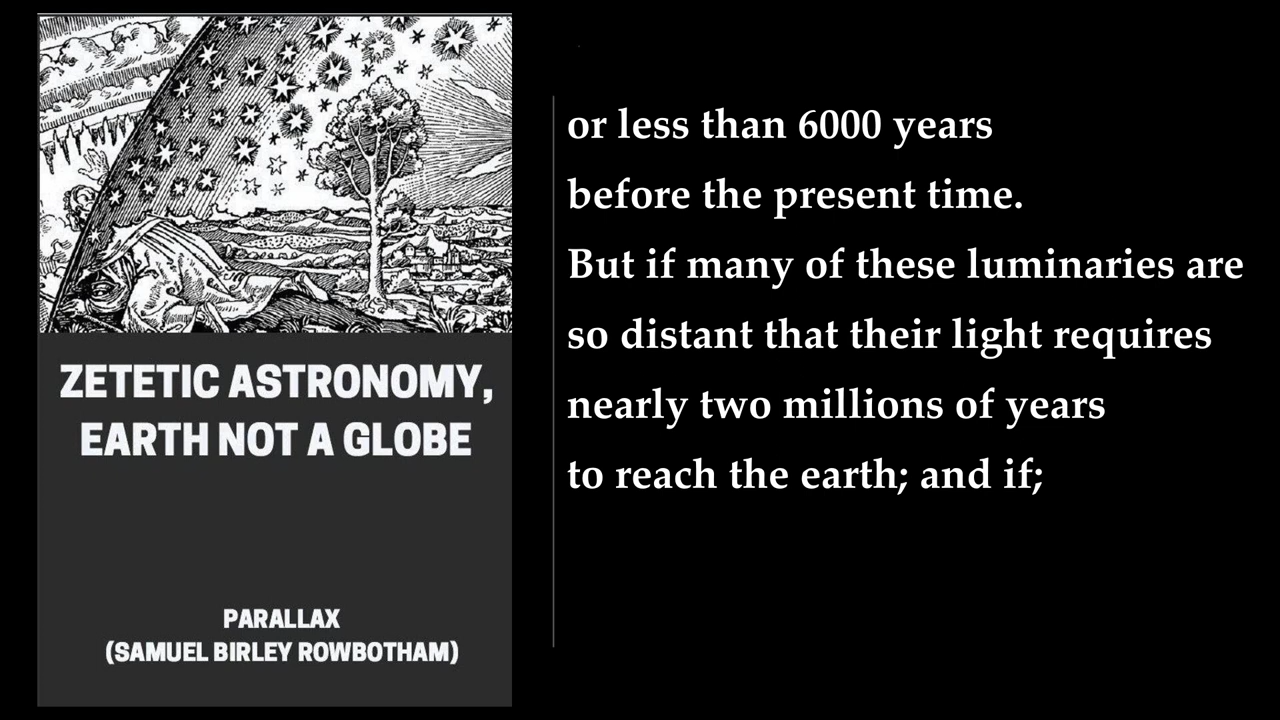 ZETETIC ASTRONOMY,
EARTH NOT A GLOBE
PARALLAX
(SAMUEL BIRLEY ROWBOTHAM)
or less than 6000 years
before the present time.
But if many of these luminaries are
so distant that their light requires
nearly two millions of years
to reach the earth; and if;